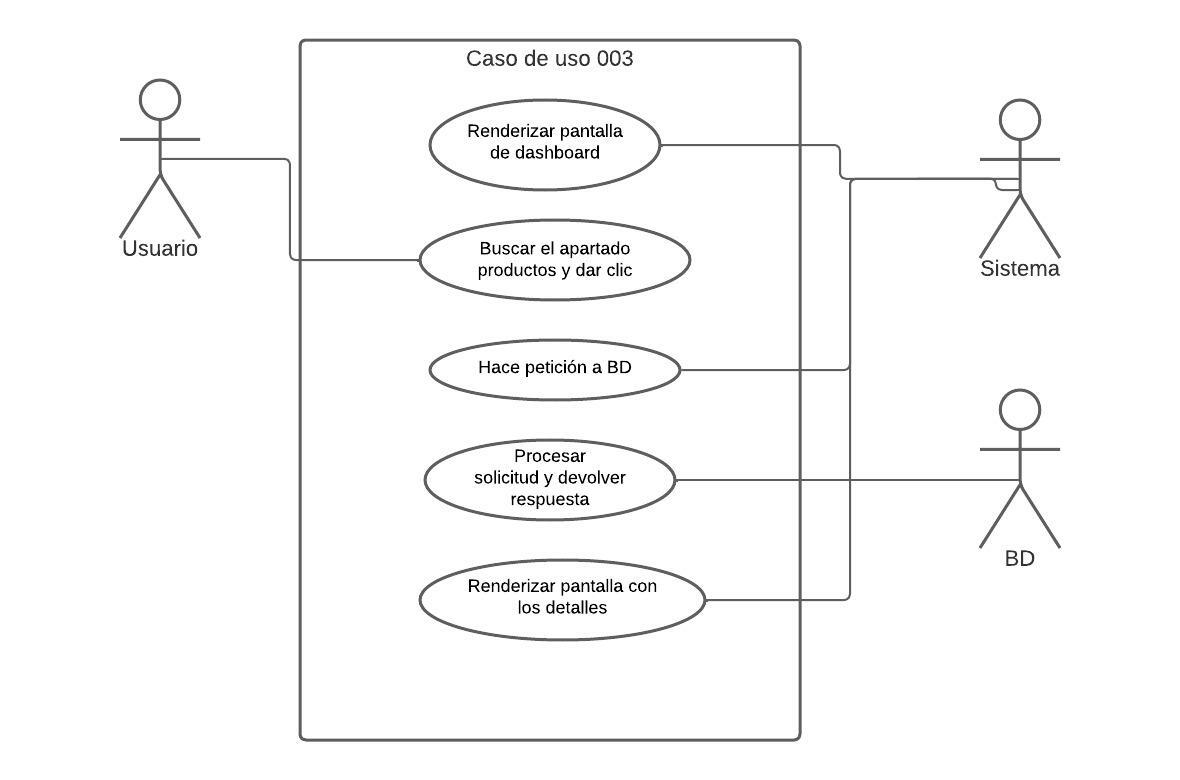 Caso de uso 003
Renderizar pantalla
de dashboard
Usuario
Buscar el apartado
productos y dar clic
Sistema
Hace petición a BD
Procesar
solicitud y devolver
respuesta
BD
Renderizar pantalla con
los detalles